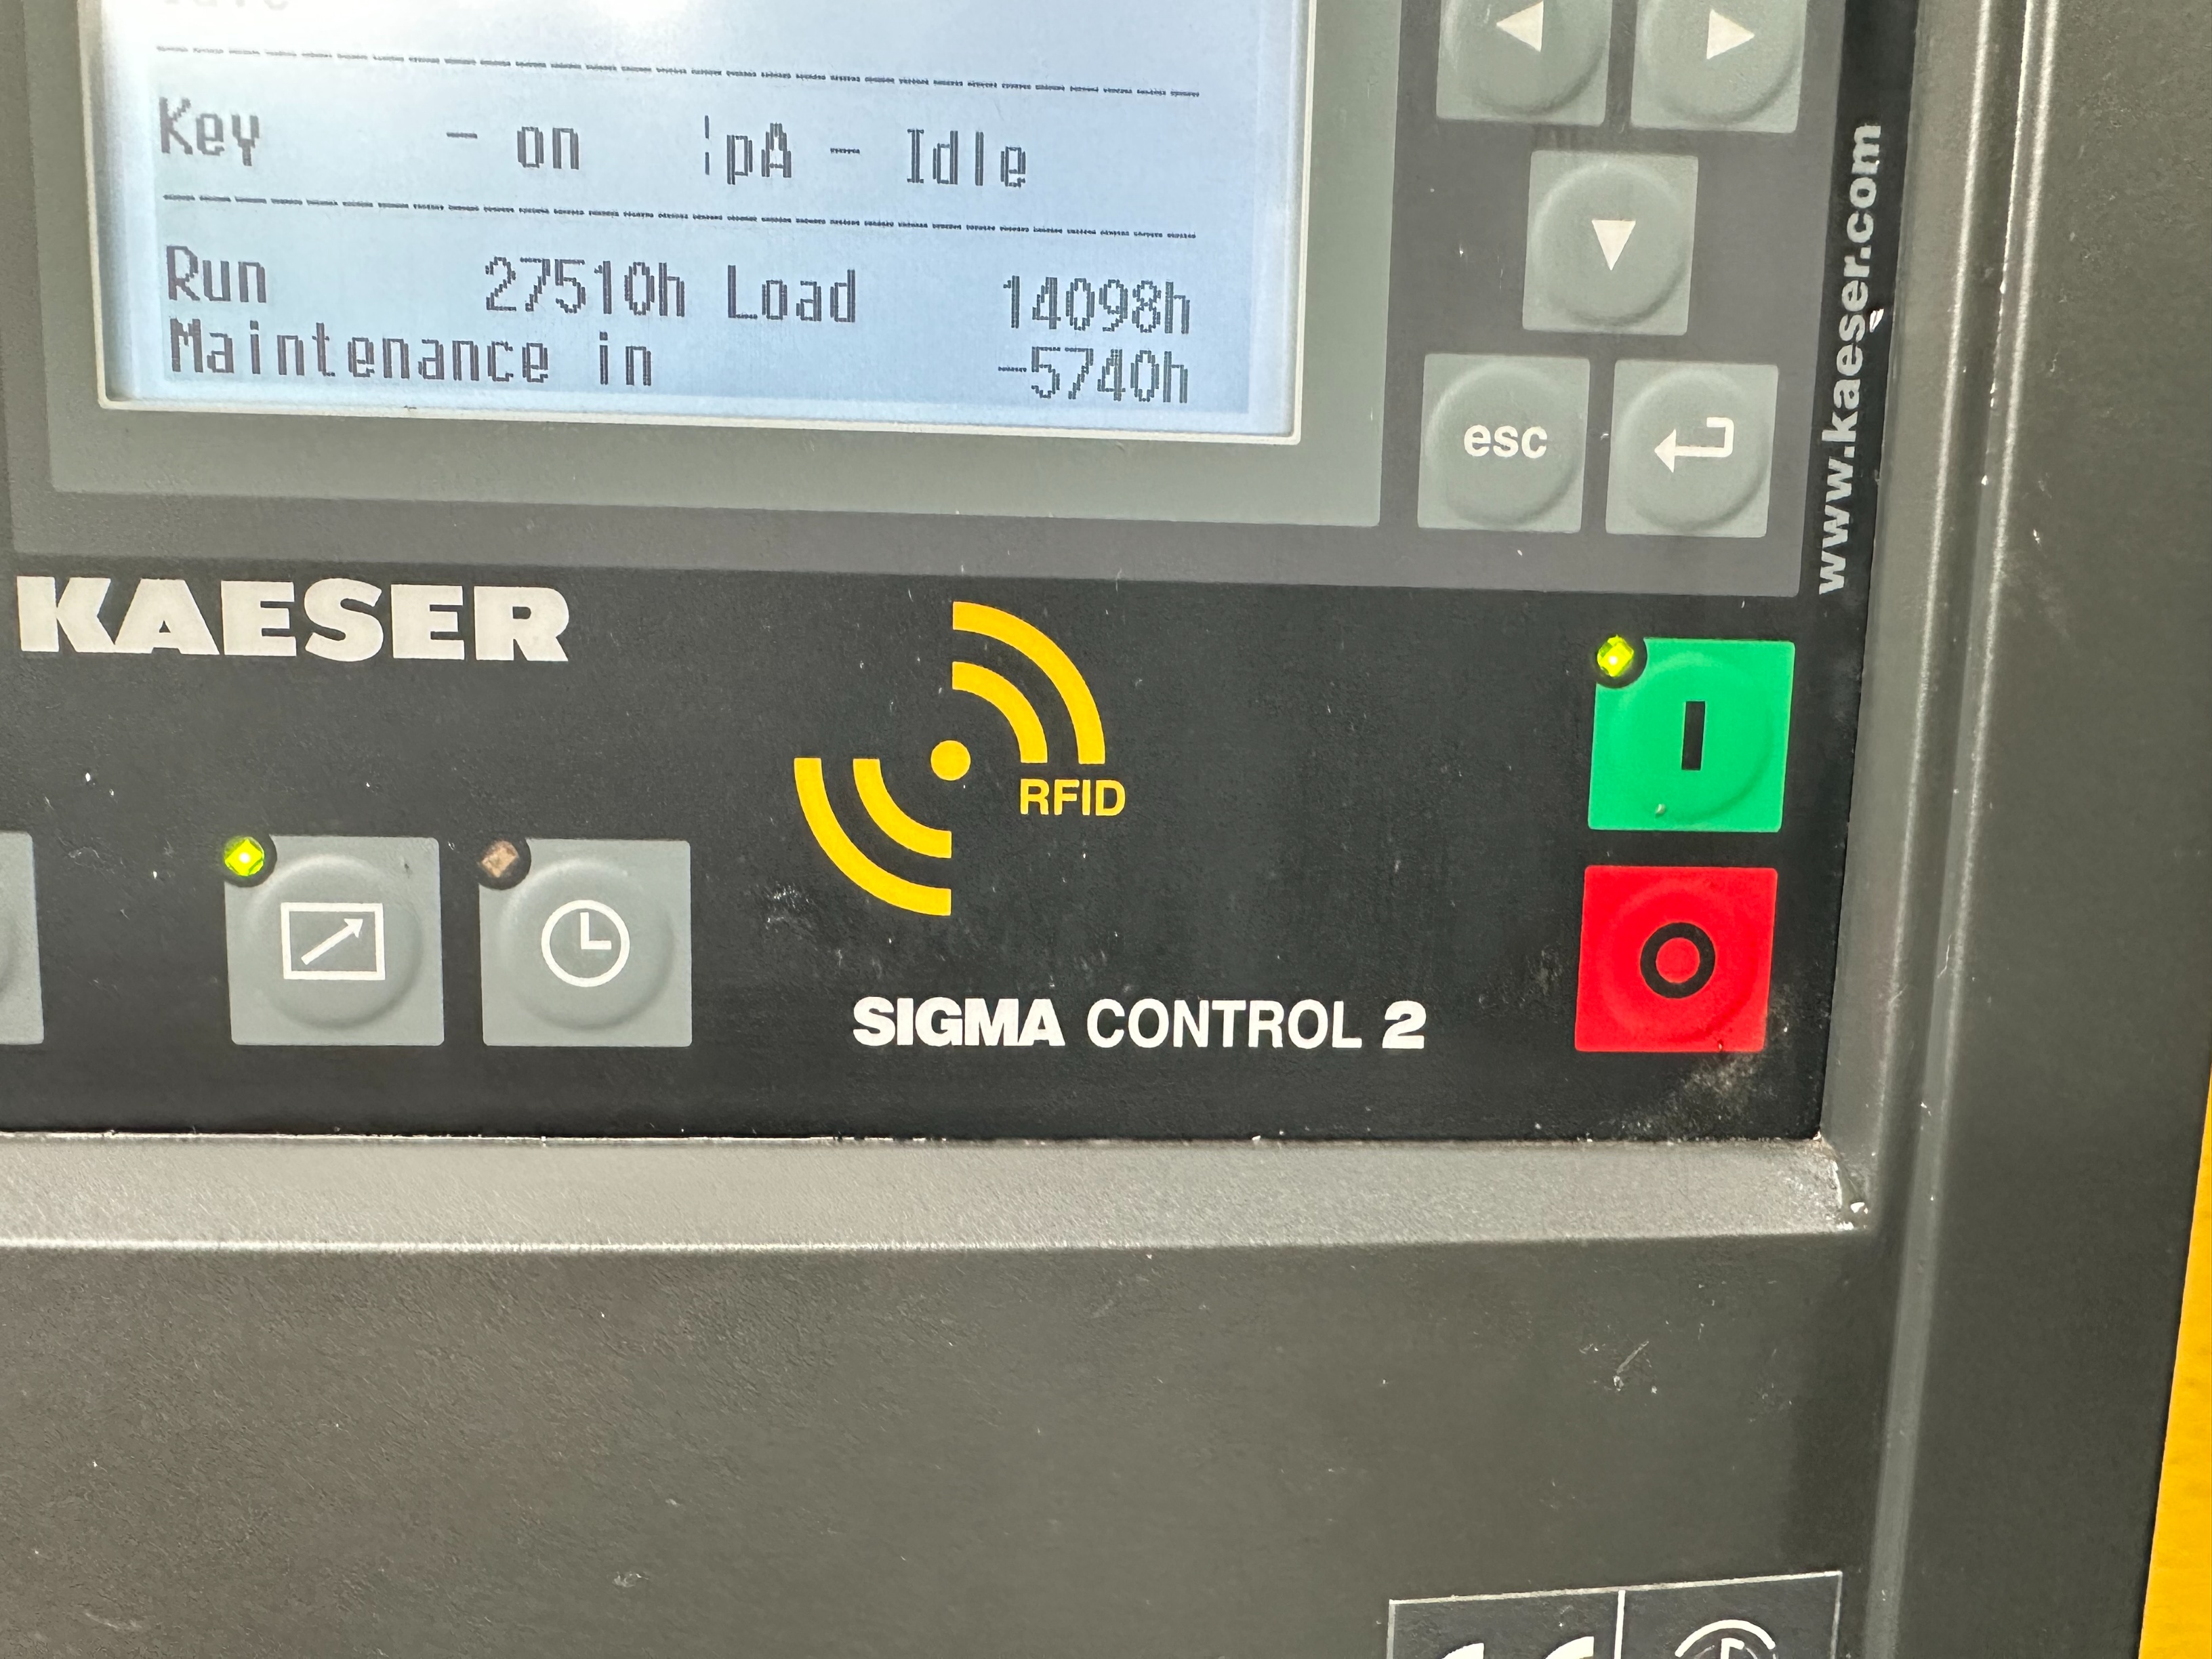 Key - on ¦pA - Idle
Run 27510h Load 14098h
Maintenance in -5740h
esc
www.kaeser.com
KAESER
RFID
I
O
SIGMA CONTROL 2